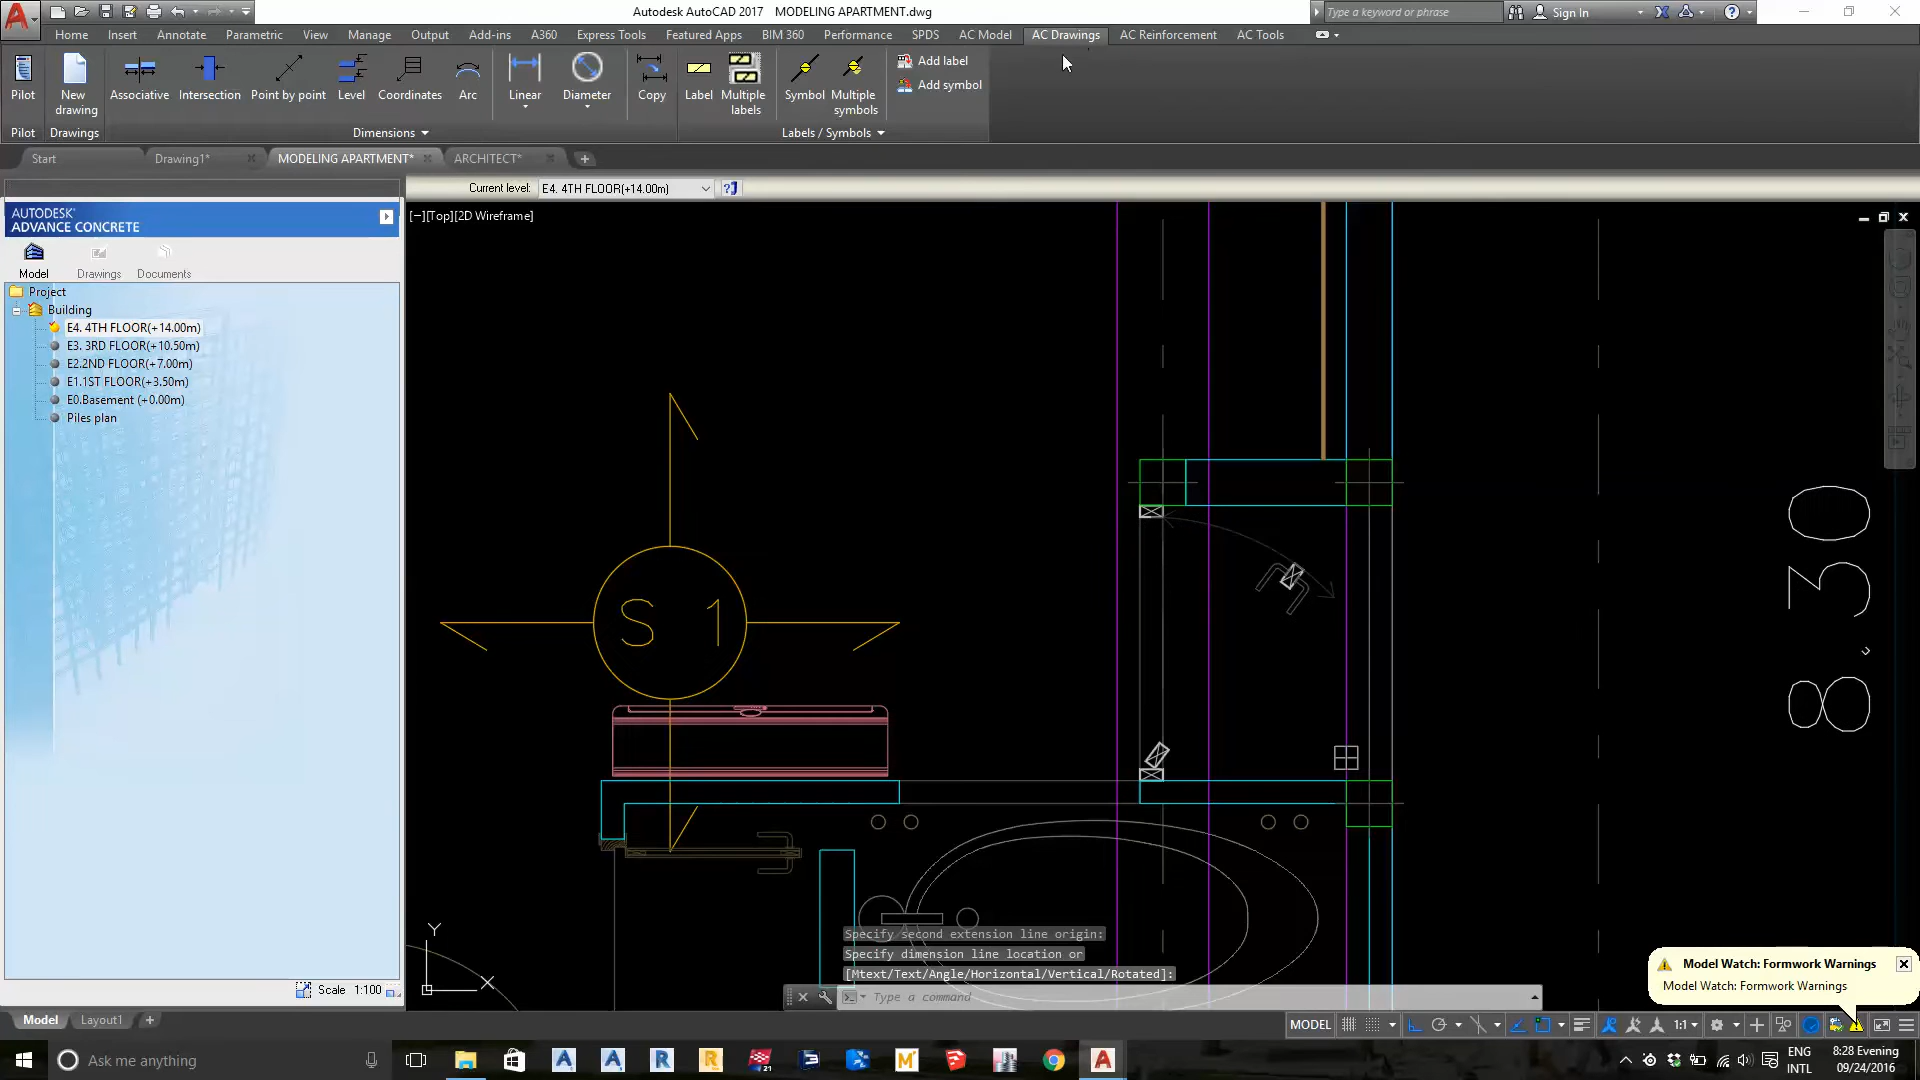 Autodesk AutoCAD 2017 MODELING APARTMENT.dwg
Type a keyword or phrase
Sign In
Home Insert Annotate Parametric View Manage Output Add-ins A360 Express Tools Featured Apps BIM 360 Performance SPDS AC Model AC Drawings AC Reinforcement AC Tools
Pilot
New drawing
Associative
Intersection
Point by point
Level
Coordinates
Arc
Linear
Diameter
Copy
Label
Multiple labels
Symbol
Multiple symbols
Add label
Add symbol
Pilot Drawings Dimensions Labels / Symbols
Start Drawing1* MODELING APARTMENT* ARCHITECT*
Current level: E4. 4TH FLOOR(+14.00m)
AUTODESK®
ADVANCE CONCRETE
[−][Top][2D Wireframe]
Model Drawings Documents
Project
Building
E4. 4TH FLOOR(+14.00m)
E3. 3RD FLOOR(+10.50m)
E2.2ND FLOOR(+7.00m)
E1.1ST FLOOR(+3.50m)
E0.Basement (+0.00m)
Piles plan
S 1
8.30
Y
X
Specify second extension line origin:
Specify dimension line location or
[Mtext/Text/Angle/Horizontal/Vertical/Rotated]:
Type a command
Model Watch: Formwork Warnings
Model Watch: Formwork Warnings
Scale 1:100
Model Layout1
MODEL
1:1
Ask me anything
21
ENG
INTL
8:28 Evening
09/24/2016